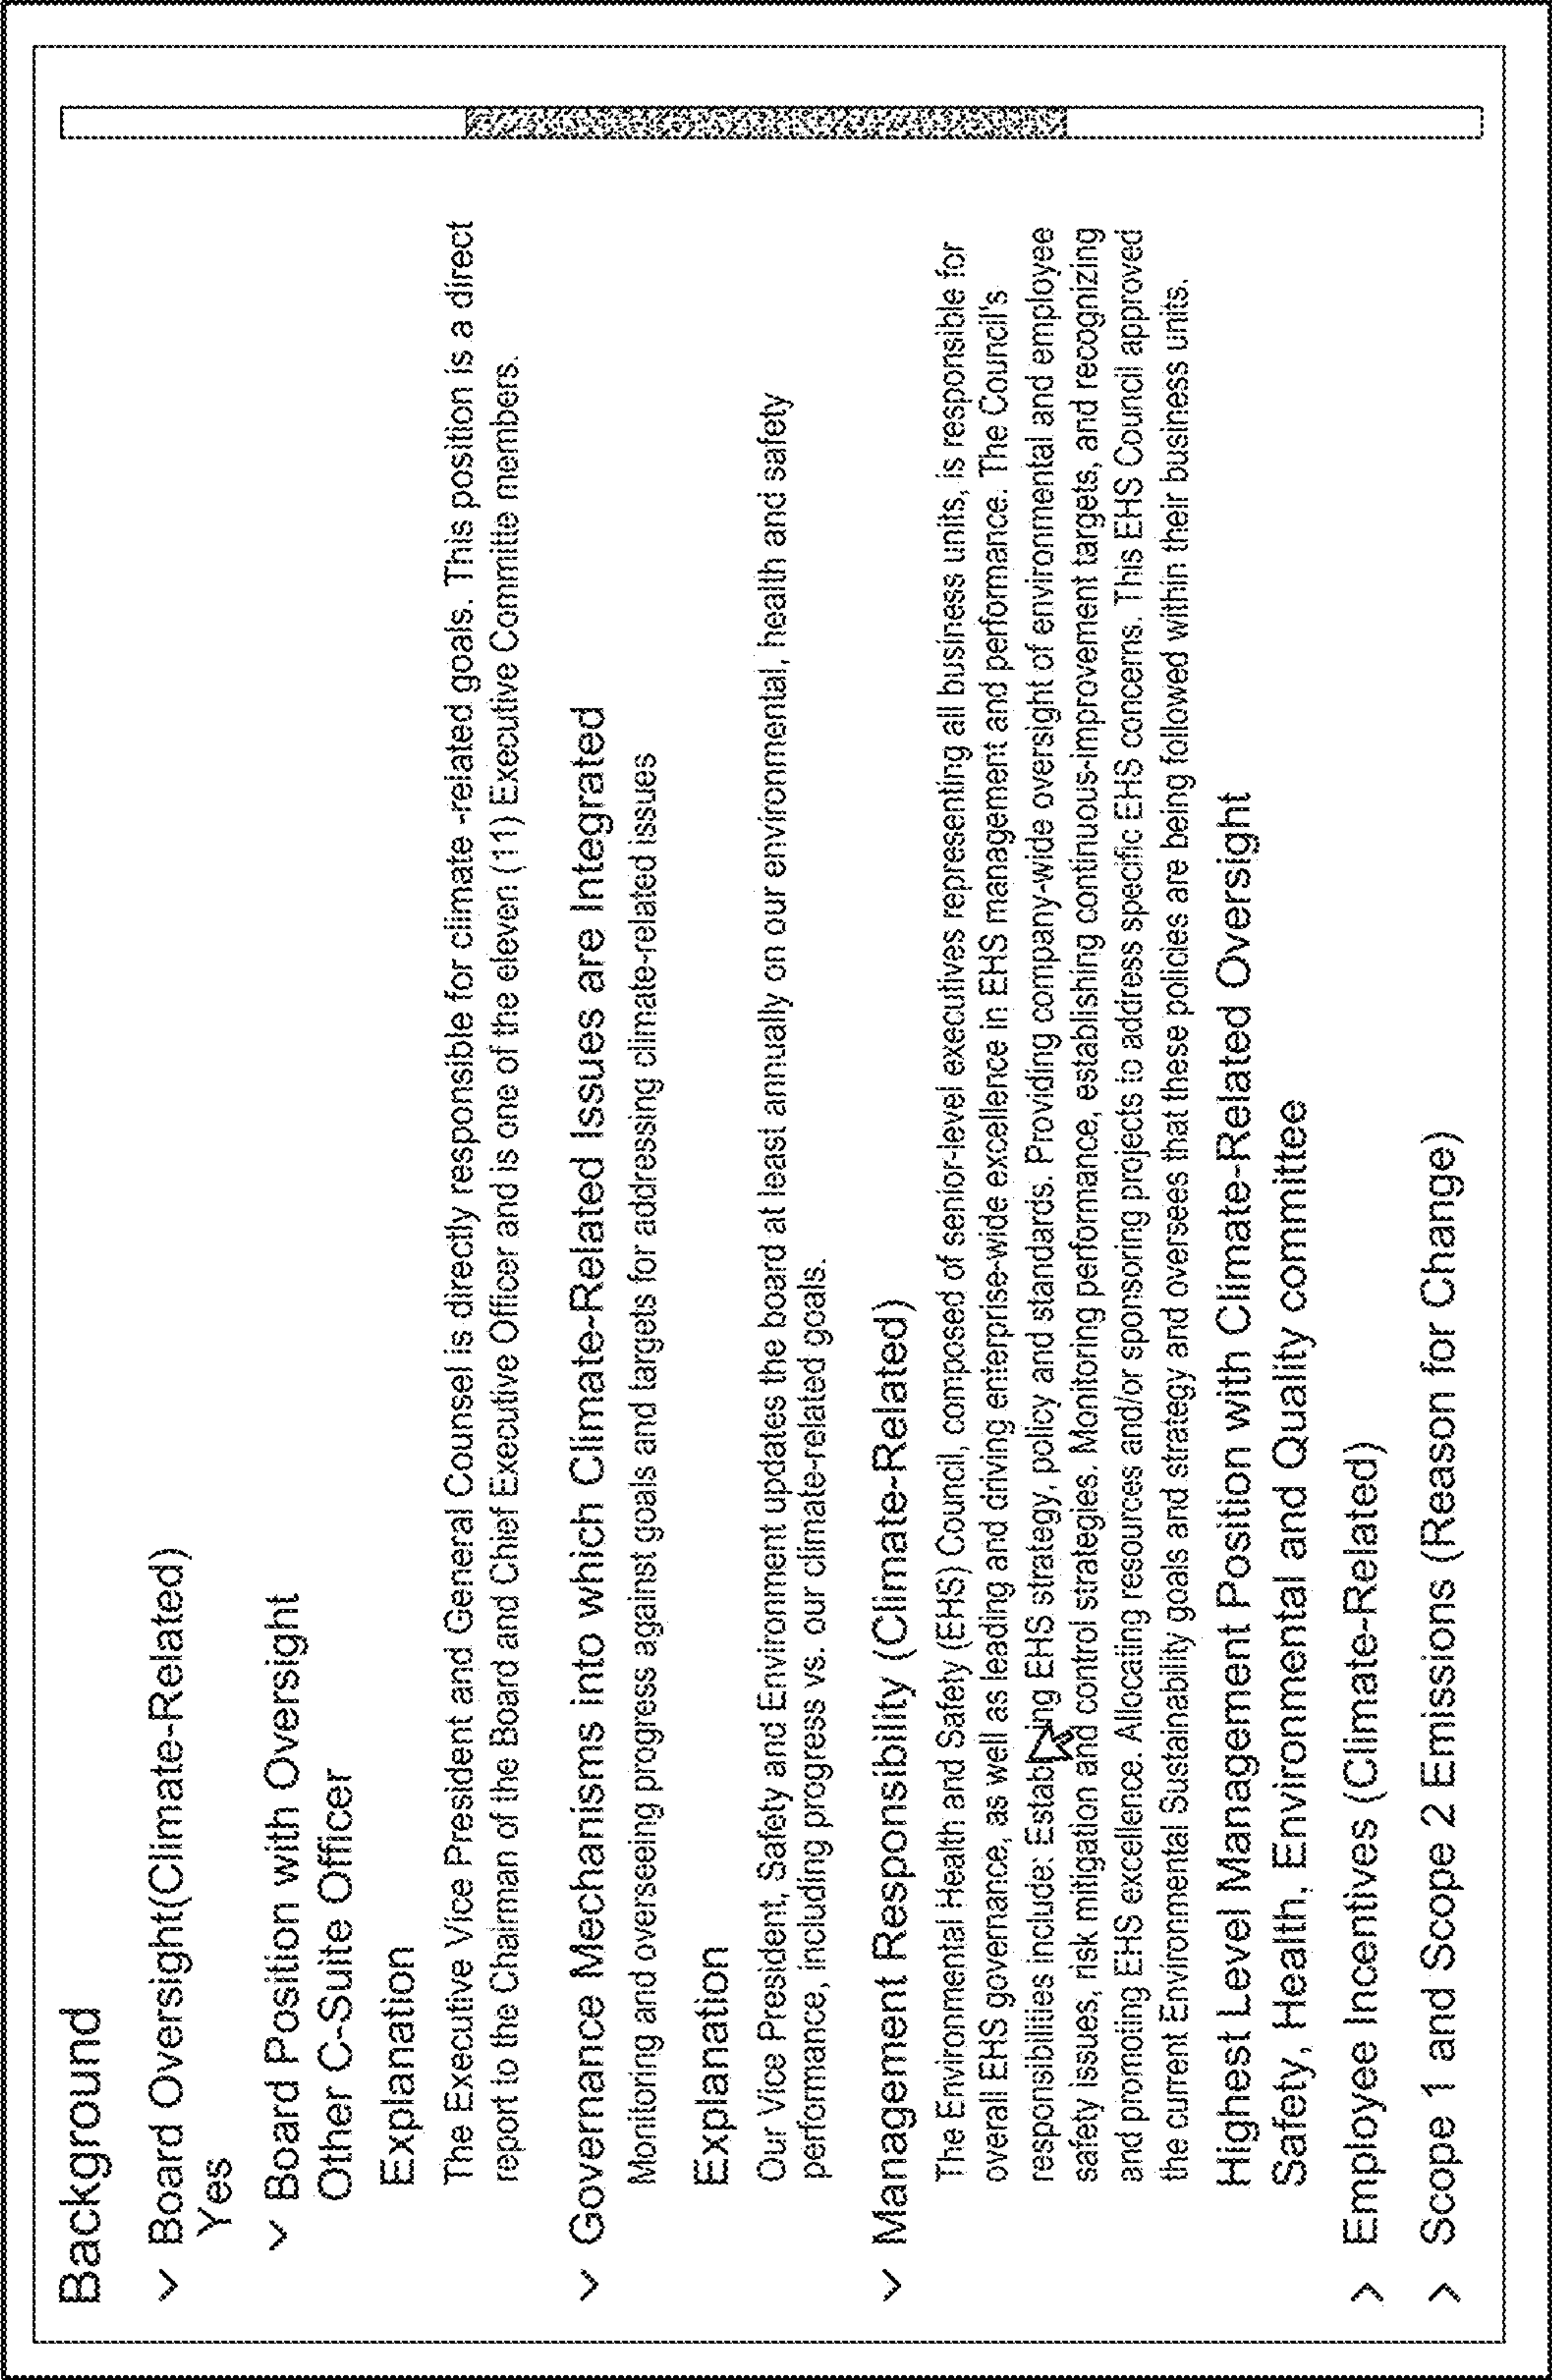 Background
Board Oversight(Climate-Related)
Yes
Board Position with Oversight
Other C-Suite Officer
Explanation
The Executive Vice President and General Counsel is directly responsible for climate -related goals. This position is a direct
report to the Chairman of the Board and Chief Executive Officer and is one of the eleven (11) Executive Committe members.
Governance Mechanisms into which Climate-Related Issues are Integrated
Monitoring and overseeing progress against goals and targets for addressing climate-related issues
Explanation
Our Vice President, Safety and Environment updates the board at least annually on our environmental, health and safety
performance, including progress vs. our climate-related goals.
Management Responsibility (Climate-Related)
The Environmental Health and Safety (EHS) Council, composed of senior-level executives representing all business units, is responsible for
overall EHS governance, as well as leading and driving enterprise-wide excellence in EHS management and performance. The Council's
responsibilities include: EHS strategy, policy and standards. Providing company-wide oversight of environmental and employee
safety issues, risk mitigation and control strategies. Monitoring performance, establishing continuous-improvement targets, and recognizing
and promoting EHS excellence. Allocating resources and/or sponsoring projects to address specific EHS concerns. This EHS Council approved
the current Environmental Sustainability goals and strategy and overses that these policies are being followed within their business units.
Highest Level Management Position with Climate-Related Oversight
Safety, Health, Environmental and Quality committee
Employee Incentives (Climate-Related)
Scope 1 and Scope 2 Emissions (Reason for Change)